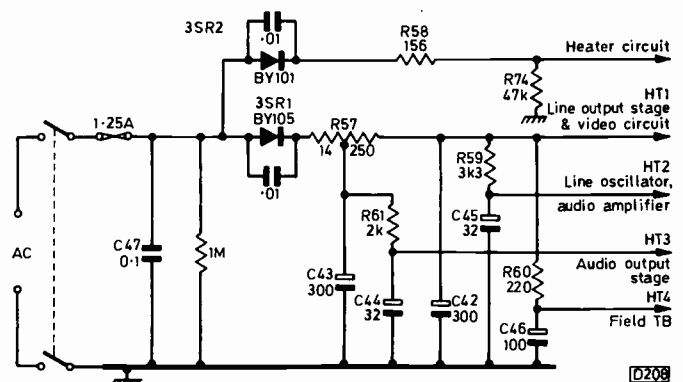 3SR2
.01
BY101
R58
156
Heater circuit
R74
47k
HT1
Line output stage
& video circuit
1.25A
3SR1
BY105
.01
R57
14
250
R59
3k3
HT2
Line oscillator,
audio amplifier
AC
C47
0.1
1M
R61
2k
C45
32
HT3
Audio output
stage
C43
300
C44
32
C42
300
R60
220
HT4
Field TB
C46
100
D208